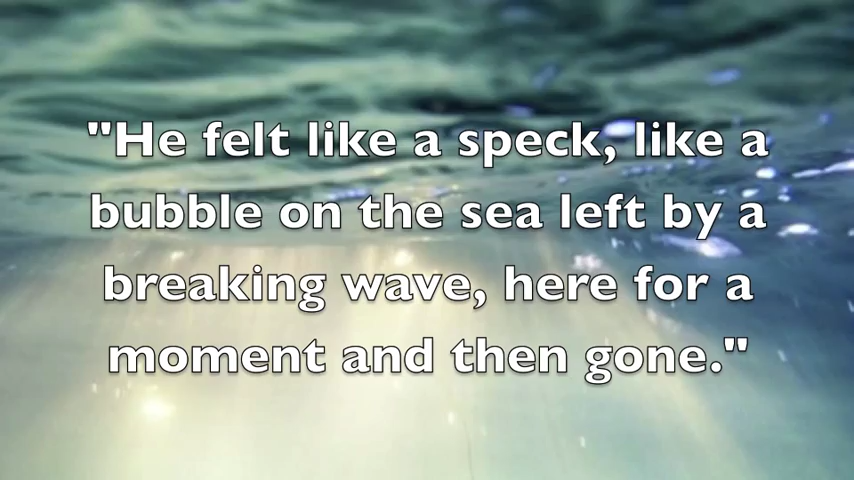 "He felt like a speck, like a
bubble on the sea left by a
breaking wave, here for a
moment and then gone."